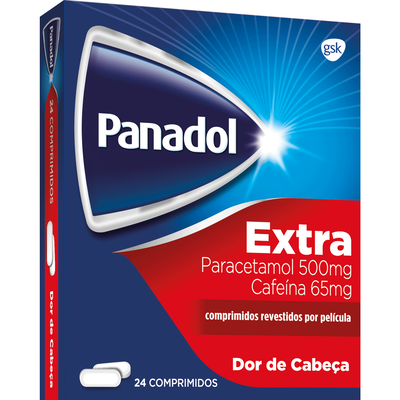 gsk
Panadol
Extra
Paracetamol 500mg
Cafeína 65mg
comprimidos revestidos por película
Dor de Cabeça
24 COMPRIMIDOS
Panadol
24 COMPRIMIDOS
Dor de Cabeça